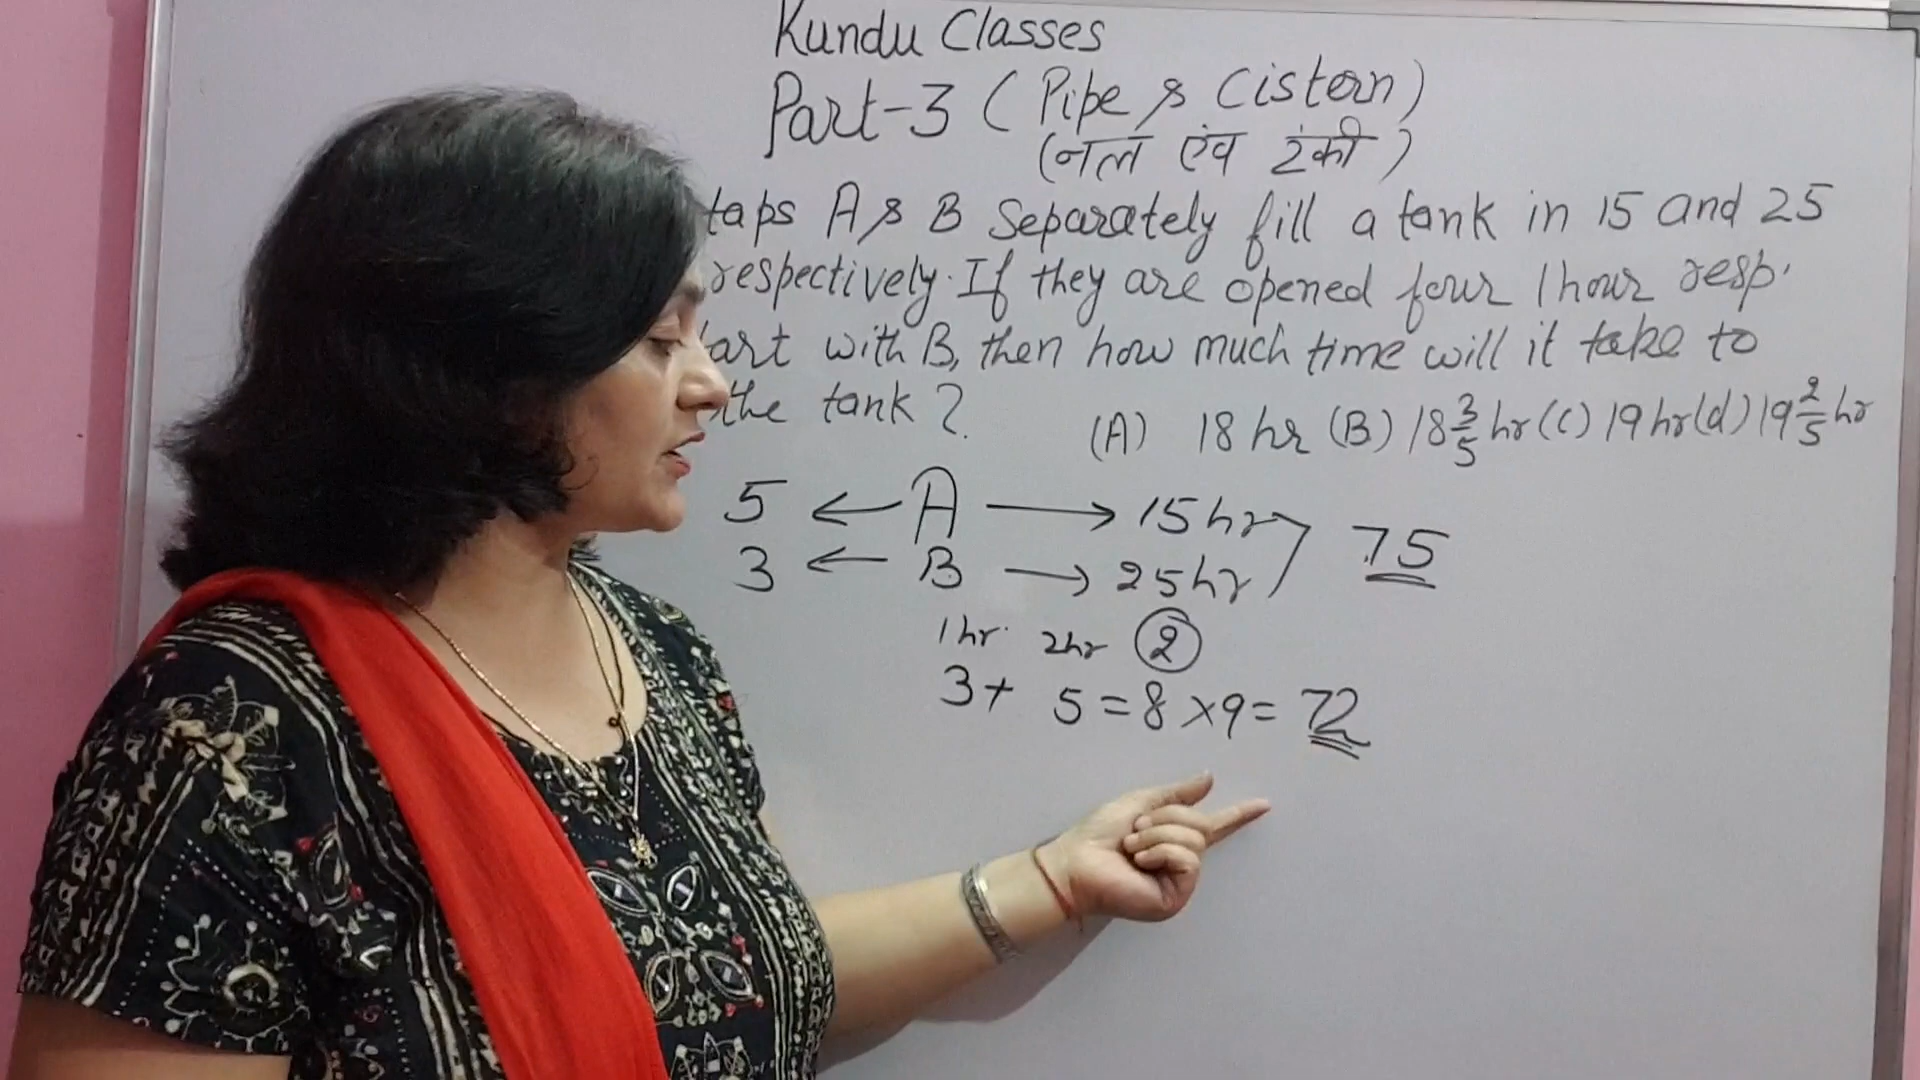 Kundu Classes
Part-3 (Pipe & Cistern)
(नल एंव टंकी)
taps A & B Separately fill a tank in 15 and 25
respectively. If they are opened four 1 hour resp.
art with B, then how much time will it take to
the tank?
(A) 18 hr (B) 18 3/5 hr (C) 19 hr (d) 19 2/5 hr
5 ← A → 15 hr
75
3 ← B → 25 hr
1 hr. 2 hr 2
3 + 5 = 8 × 9 = 72